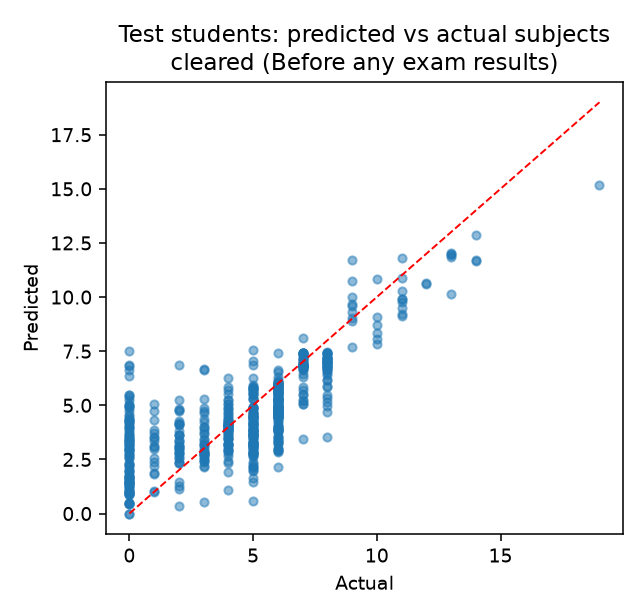 Test students: predicted vs actual subjects
cleared (Before any exam results)
Predicted
17.5
15.0
12.5
10.0
7.5
5.0
2.5
0.0
0 5 10 15
Actual